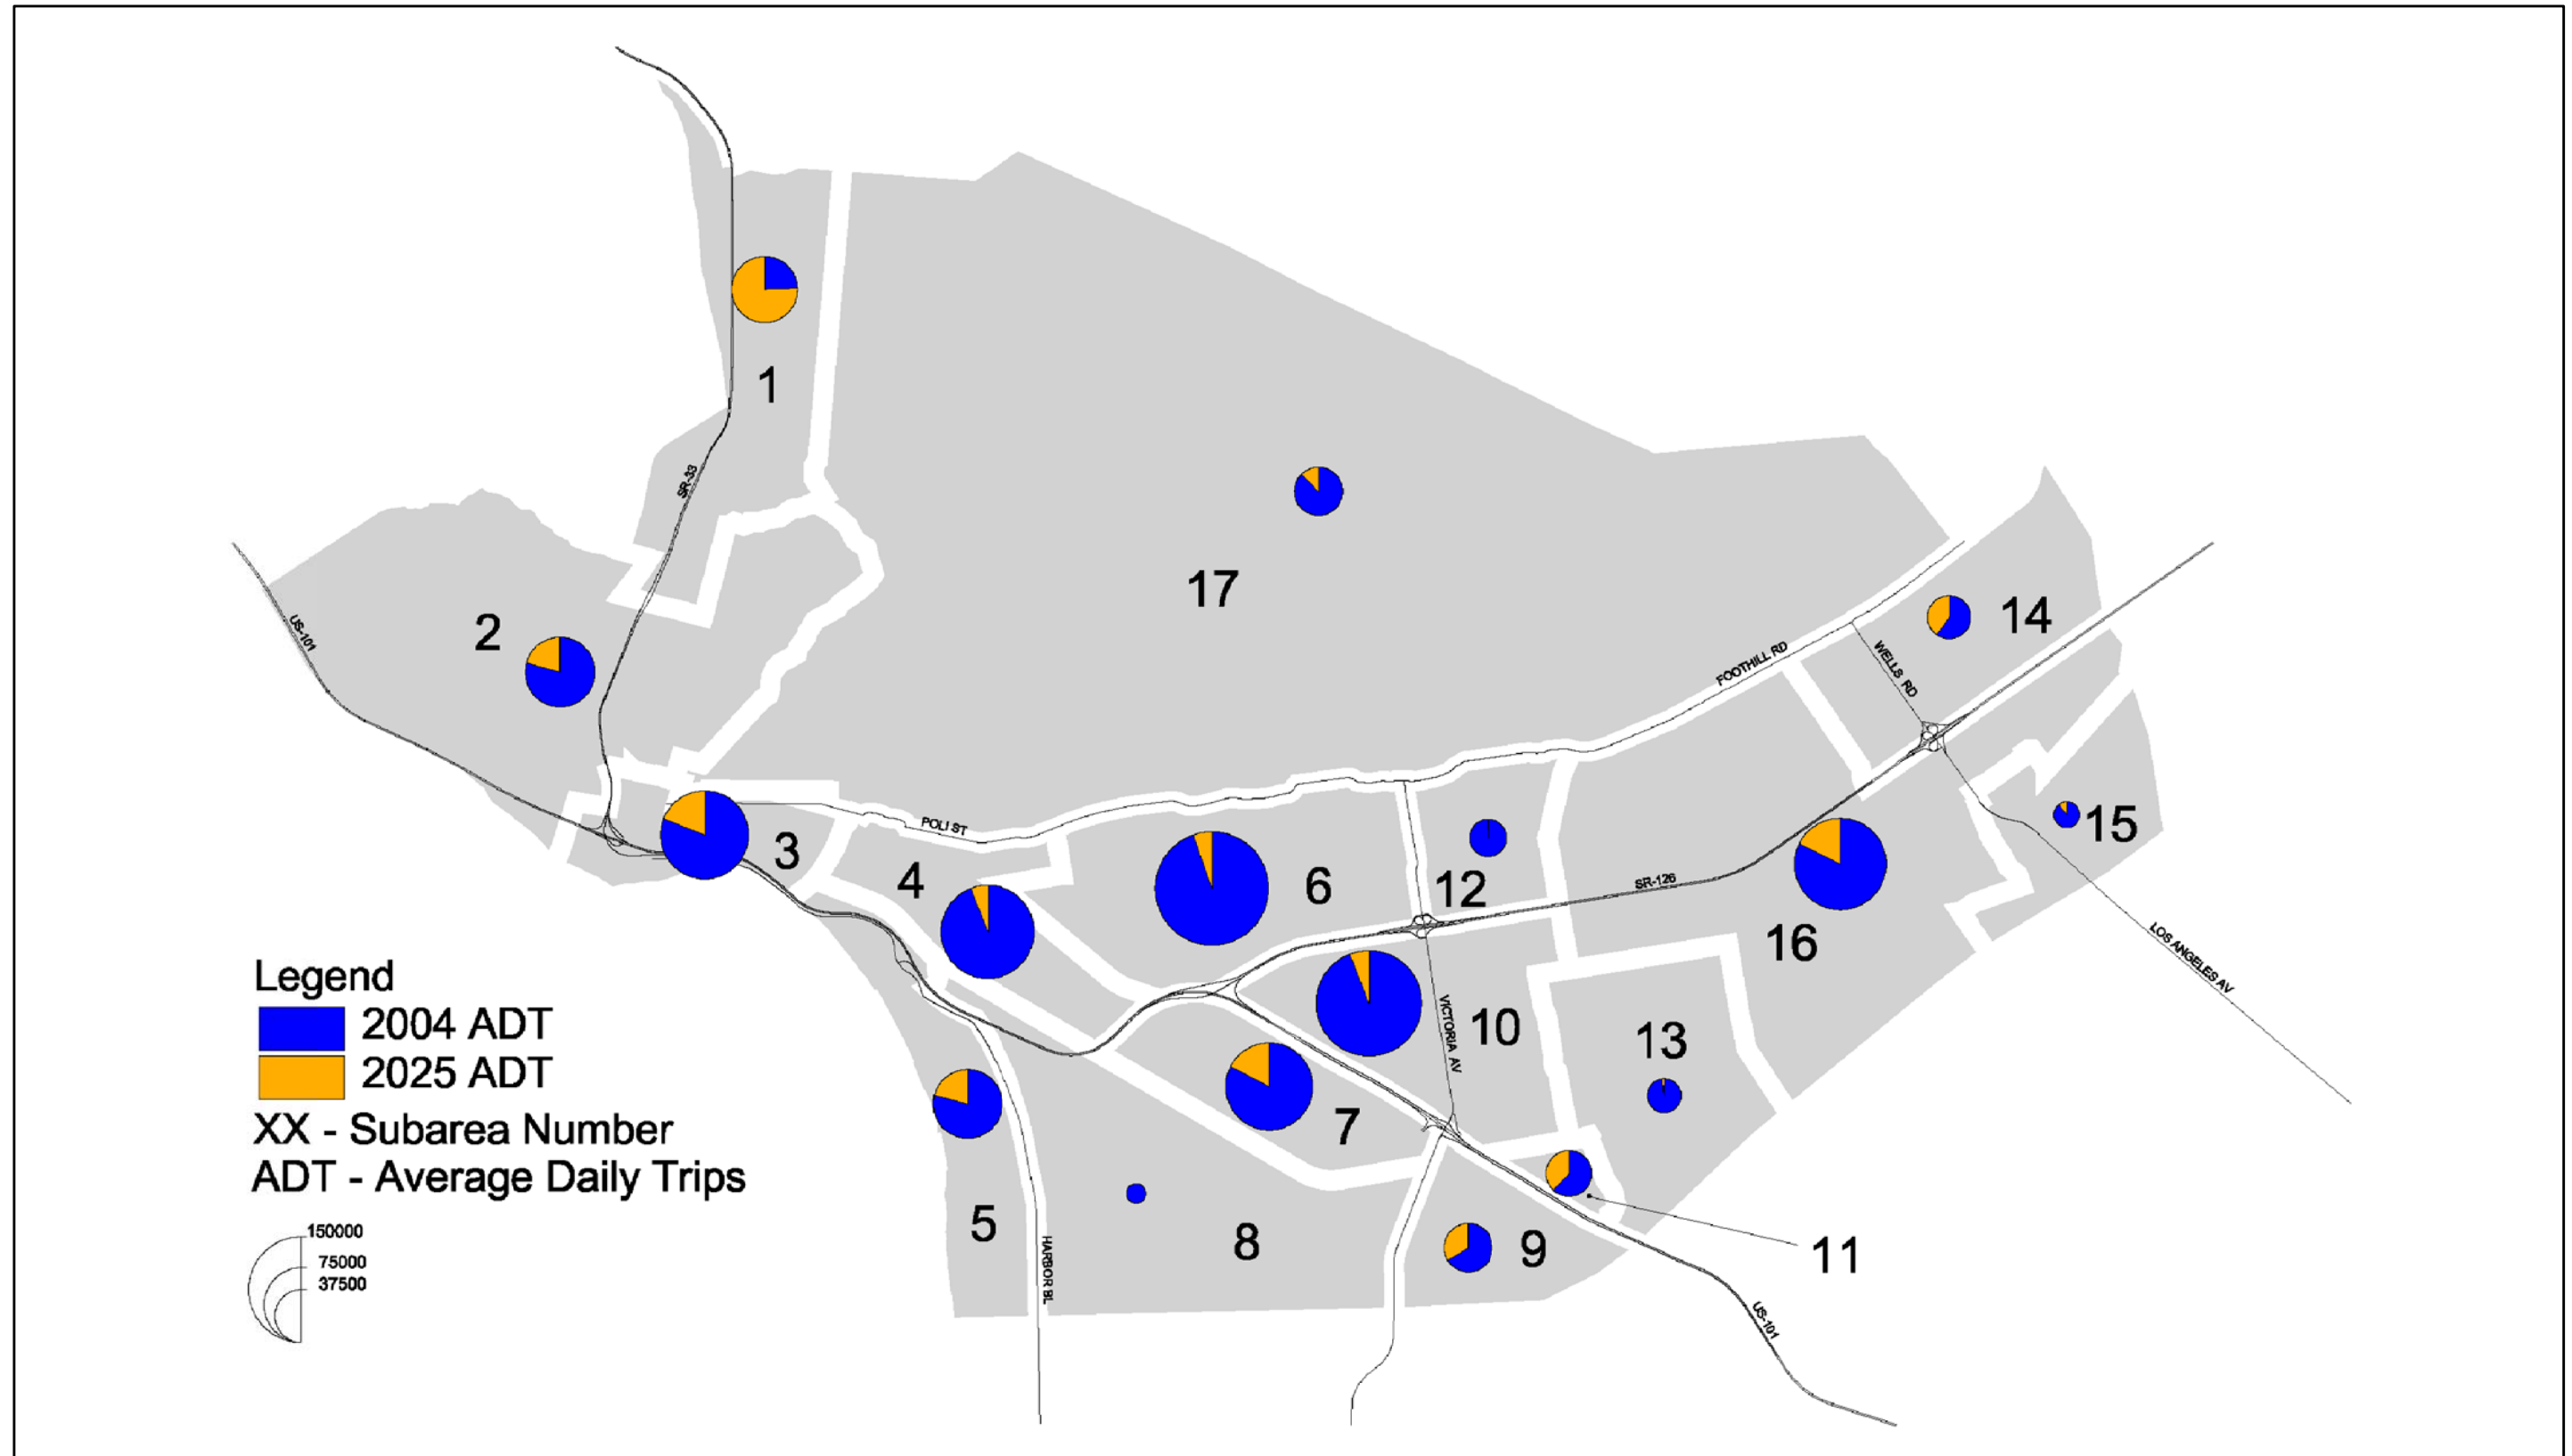 1
SR-33
17
2
US-101
14
FOOTHILL RD
WELLS RD
15
POLI ST
3
4
6
12
SR-126
16
LOS ANGELES AV
Legend
2004 ADT
2025 ADT
XX - Subarea Number
ADT - Average Daily Trips
150000
75000
37500
VICTORIA AV
10
13
7
5
HARBOR BL
8
9
11
US-101